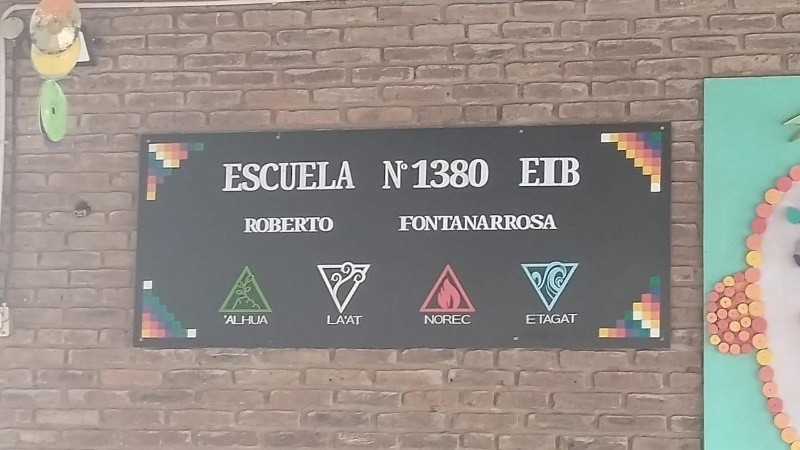 ESCUELA N° 1380 EIB
ROBERTO FONTANARROSA
'ALHUA LA'AT NOREC ETAGAT